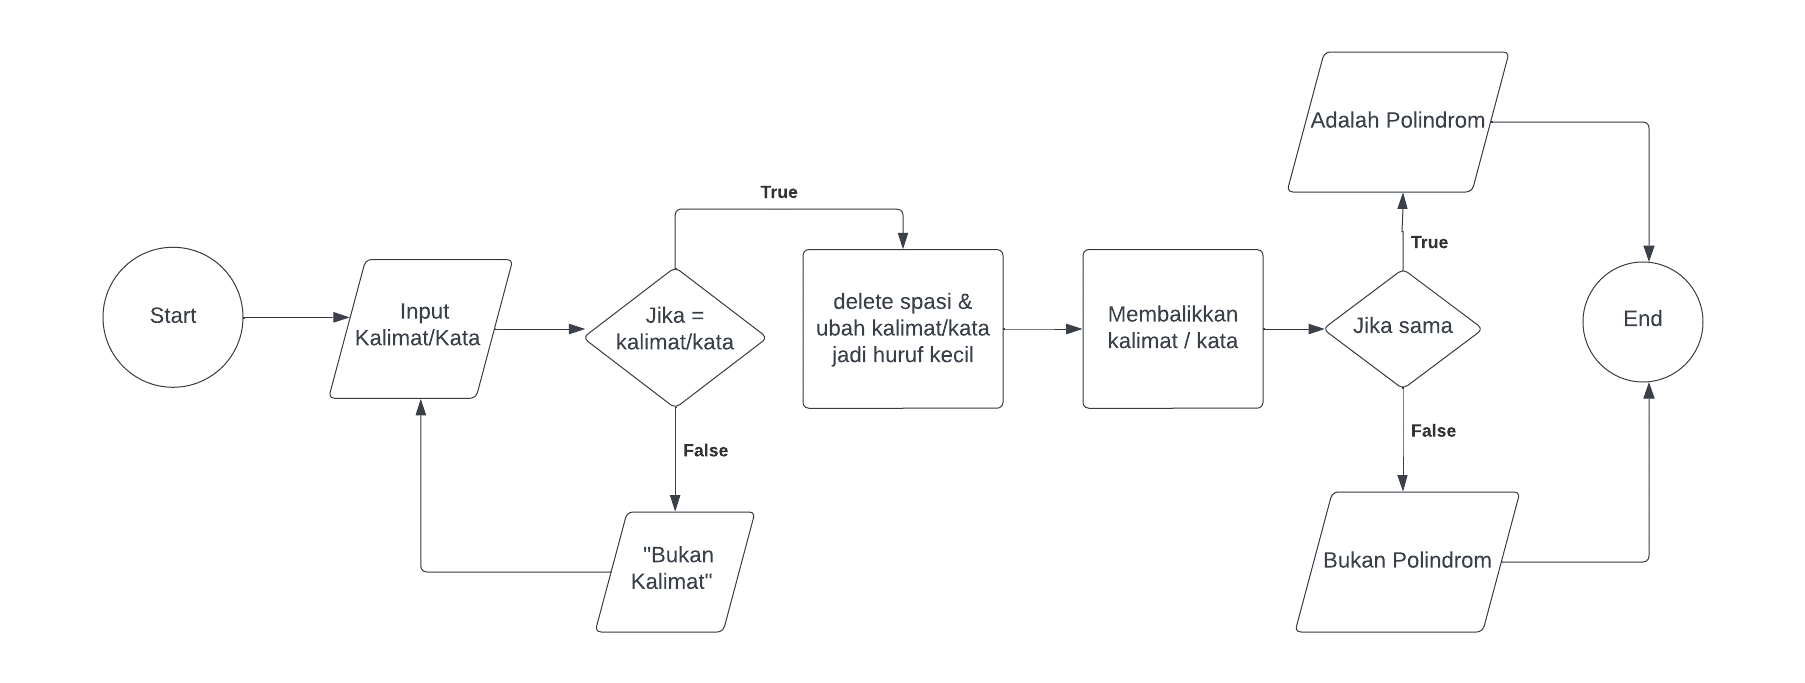 Start
Input
Kalimat/Kata
Jika =
kalimat/kata
True
False
"Bukan
Kalimat"
delete spasi &
ubah kalimat/kata
jadi huruf kecil
Membalikkan
kalimat / kata
Jika sama
True
Adalah Polindrom
False
Bukan Polindrom
End